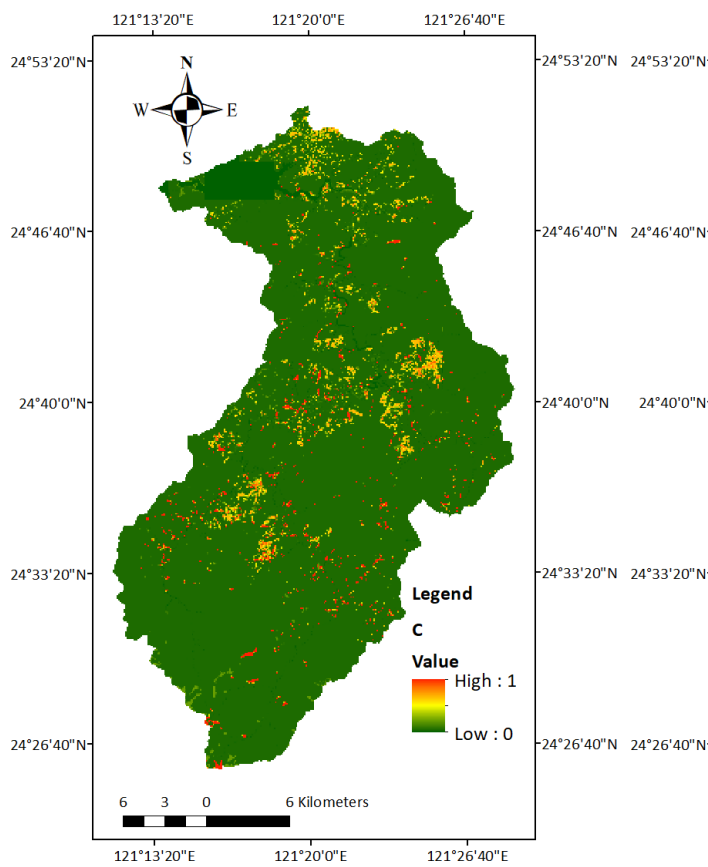 121°13'20"E 121°20'0"E 121°26'40"E
24°53'20"N 24°53'20"N 24°53'20"N
N
W E
S
24°46'40"N 24°46'40"N 24°46'40"N
24°40'0"N 24°40'0"N 24°40'0"N
24°33'20"N 24°33'20"N 24°33'20"N
Legend
C
Value
High : 1
Low : 0
24°26'40"N 24°26'40"N 24°26'40"N
6 3 0 6 Kilometers
121°13'20"E 121°20'0"E 121°26'40"E